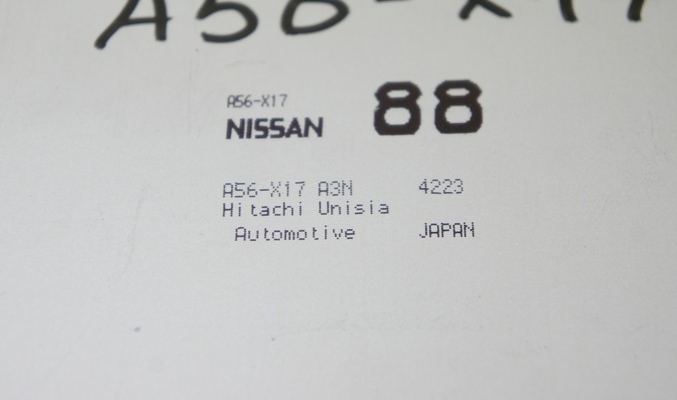 A56-X17
A56-X17
NISSAN 88
A56-X17 A3N 4223
Hitachi Unisia
Automotive JAPAN